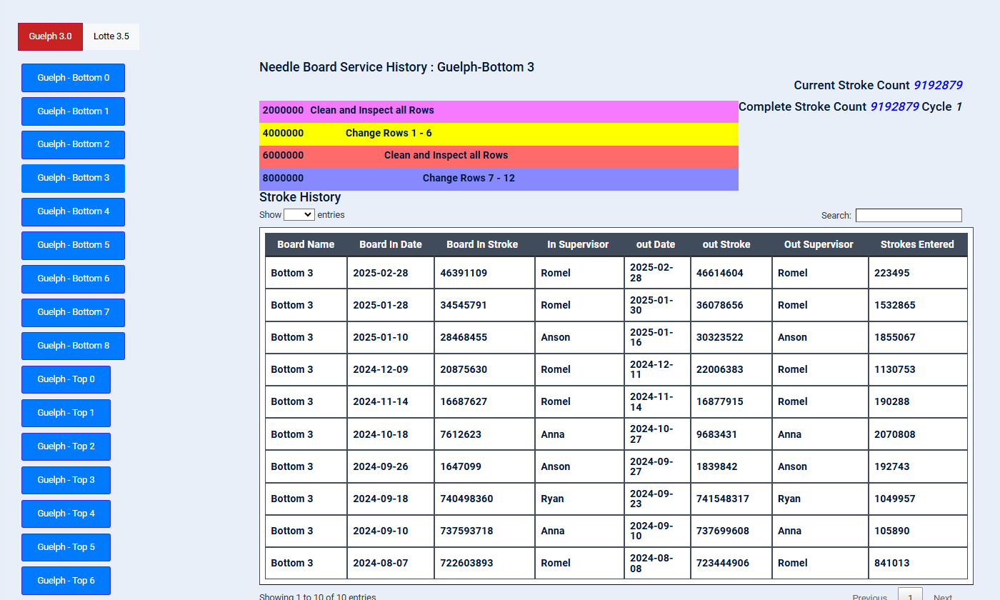 Guelph 3.0 Lotte 3.5
Guelph - Bottom 0
Guelph - Bottom 1
Guelph - Bottom 2
Guelph - Bottom 3
Guelph - Bottom 4
Guelph - Bottom 5
Guelph - Bottom 6
Guelph - Bottom 7
Guelph - Bottom 8
Guelph - Top 0
Guelph - Top 1
Guelph - Top 2
Guelph - Top 3
Guelph - Top 4
Guelph - Top 5
Guelph - Top 6
Needle Board Service History : Guelph-Bottom 3
Current Stroke Count 9192879
Complete Stroke Count 9192879 Cycle 1
2000000 Clean and Inspect all Rows
4000000 Change Rows 1 - 6
6000000 Clean and Inspect all Rows
8000000 Change Rows 7 - 12
Stroke History
Show entries Search:
Board Name Board In Date Board In Stroke In Supervisor out Date out Stroke Out Supervisor Strokes Entered
Bottom 3 2025-02-28 46391109 Romel 2025-02-28 46614604 Romel 223495
Bottom 3 2025-01-28 34545791 Romel 2025-01-30 36078656 Romel 1532865
Bottom 3 2025-01-10 28468455 Anson 2025-01-16 30323522 Anson 1855067
Bottom 3 2024-12-09 20875630 Romel 2024-12-11 22006383 Romel 1130753
Bottom 3 2024-11-14 16687627 Romel 2024-11-14 16877915 Romel 190288
Bottom 3 2024-10-18 7612623 Anna 2024-10-27 9683431 Anna 2070808
Bottom 3 2024-09-26 1647099 Anson 2024-09-27 1839842 Anson 192743
Bottom 3 2024-09-18 740498360 Ryan 2024-09-23 741548317 Ryan 1049957
Bottom 3 2024-09-10 737593718 Anna 2024-09-10 737699608 Anna 105890
Bottom 3 2024-08-07 722603893 Romel 2024-08-08 723444906 Romel 841013
Showing 1 to 10 of 10 entries Previous 1 Next